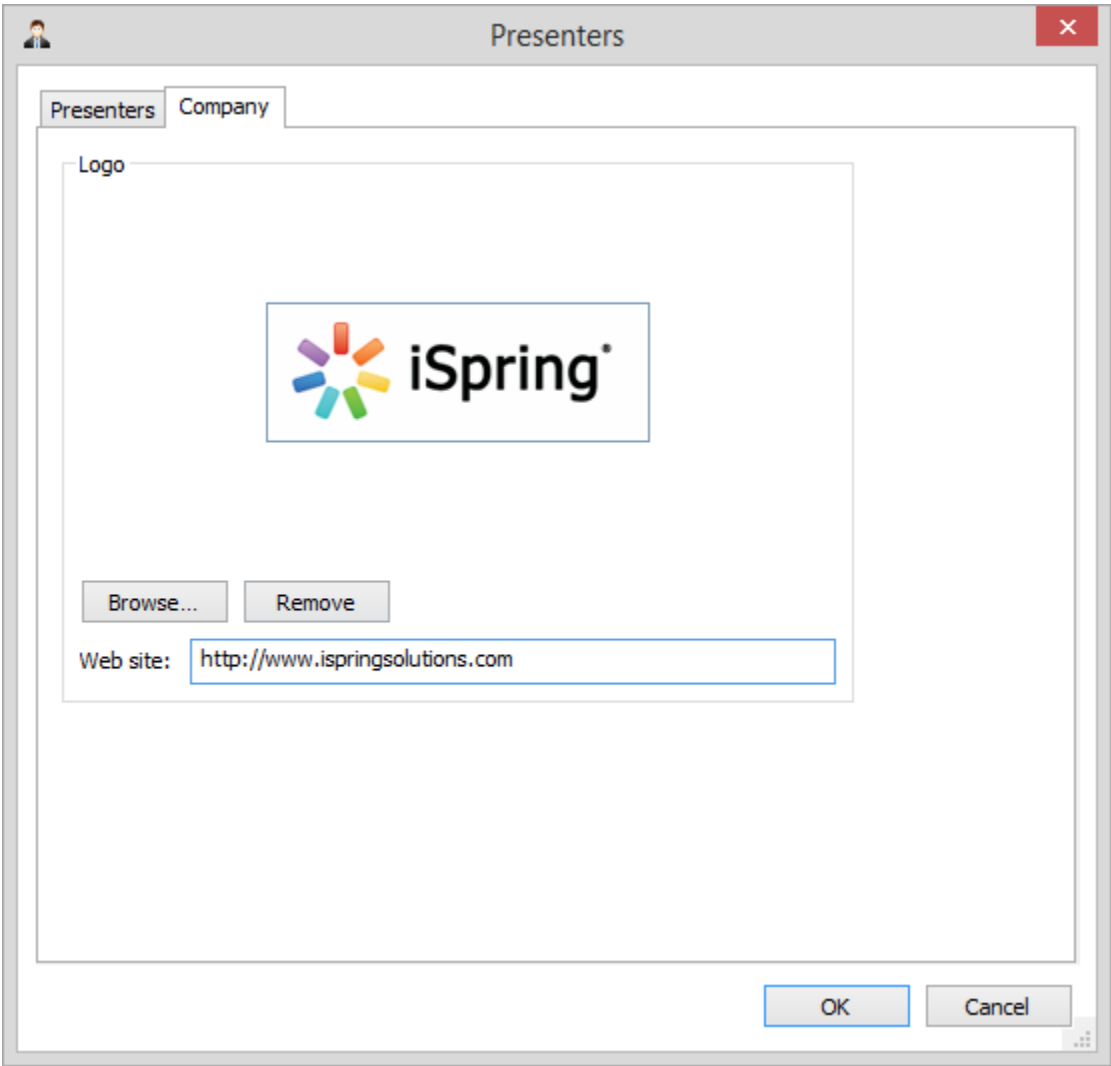 Presenters
Presenters Company
Logo
iSpring®
Browse... Remove
Web site: http://www.ispringsolutions.com
OK Cancel